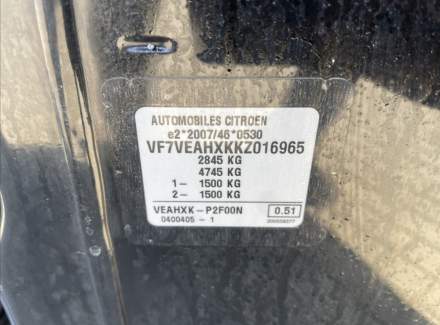 AUTOMOBILES CITROEN
e2*2007/46*0530
VF7VEAHXKKZ016965
2845 KG
4745 KG
1– 1500 KG
2– 1500 KG
VEAHXK–P2F00N 0.51
0400405 – 1